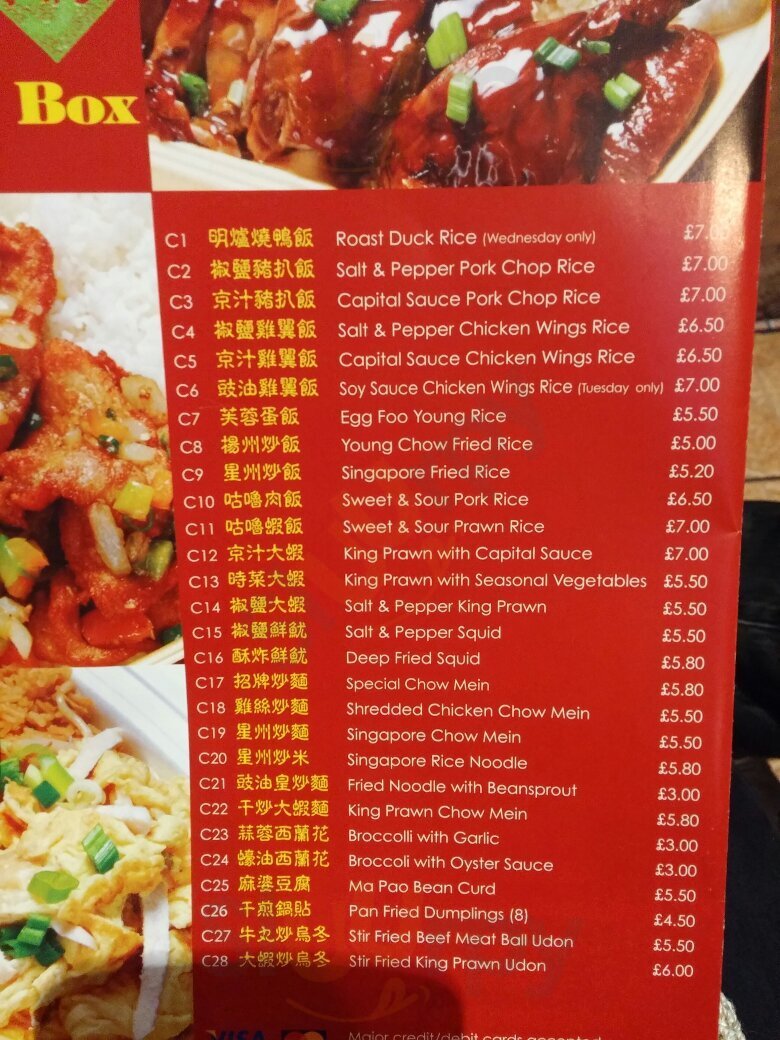 Box
C1 明爐燒鴨飯 Roast Duck Rice (Wednesday only) £7.00
C2 椒鹽豬扒飯 Salt & Pepper Pork Chop Rice £7.00
C3 京汁豬扒飯 Capital Sauce Pork Chop Rice £7.00
C4 椒鹽雞翼飯 Salt & Pepper Chicken Wings Rice £6.50
C5 京汁雞翼飯 Capital Sauce Chicken Wings Rice £6.50
C6 豉油雞翼飯 Soy Sauce Chicken Wings Rice (Tuesday only) £7.00
C7 芙蓉蛋飯 Egg Foo Young Rice £5.50
C8 揚州炒飯 Young Chow Fried Rice £5.00
C9 星州炒飯 Singapore Fried Rice £5.20
C10 咕嚕肉飯 Sweet & Sour Pork Rice £6.50
C11 咕嚕蝦飯 Sweet & Sour Prawn Rice £7.00
C12 京汁大蝦 King Prawn with Capital Sauce £7.00
C13 時菜大蝦 King Prawn with Seasonal Vegetables £5.50
C14 椒鹽大蝦 Salt & Pepper King Prawn £5.50
C15 椒鹽鮮魷 Salt & Pepper Squid £5.50
C16 酥炸鮮魷 Deep Fried Squid £5.80
C17 招牌炒麵 Special Chow Mein £5.80
C18 雞絲炒麵 Shredded Chicken Chow Mein £5.50
C19 星州炒麵 Singapore Chow Mein £5.50
C20 星州炒米 Singapore Rice Noodle £5.80
C21 豉油皇炒麵 Fried Noodle with Beansprout £3.00
C22 干炒大蝦麵 King Prawn Chow Mein £5.80
C23 蒜蓉西蘭花 Broccolli with Garlic £3.00
C24 蠔油西蘭花 Broccoli with Oyster Sauce £3.00
C25 麻婆豆腐 Ma Pao Bean Curd £5.50
C26 干煎鍋貼 Pan Fried Dumplings (8) £4.50
C27 牛丸炒烏冬 Stir Fried Beef Meat Ball Udon £5.50
C28 大蝦炒烏冬 Stir Fried King Prawn Udon £6.00
VISA Major credit/debit cards accepted